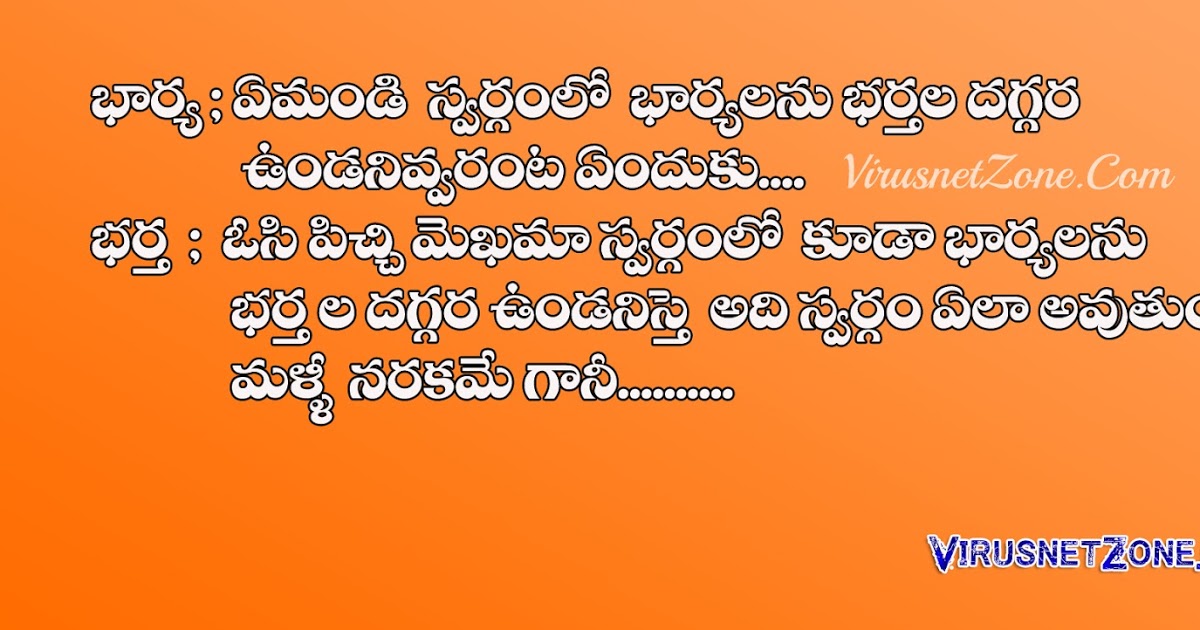 భార్య ; ఏమండి స్వర్గంలో భార్యలను భర్తల దగ్గర
ఉండనివ్వరంట ఏందుకు....
VirusnetZone.Com
భర్త ; ఓసి పిచ్చి మెఖమా స్వర్గంలో కూడా భార్యలను
భర్త ల దగ్గర ఉండనిస్తె అది స్వర్గం ఏలా అవుతు
మళ్ళీ నరకమే గానీ...........
VIRUSNETZONE.